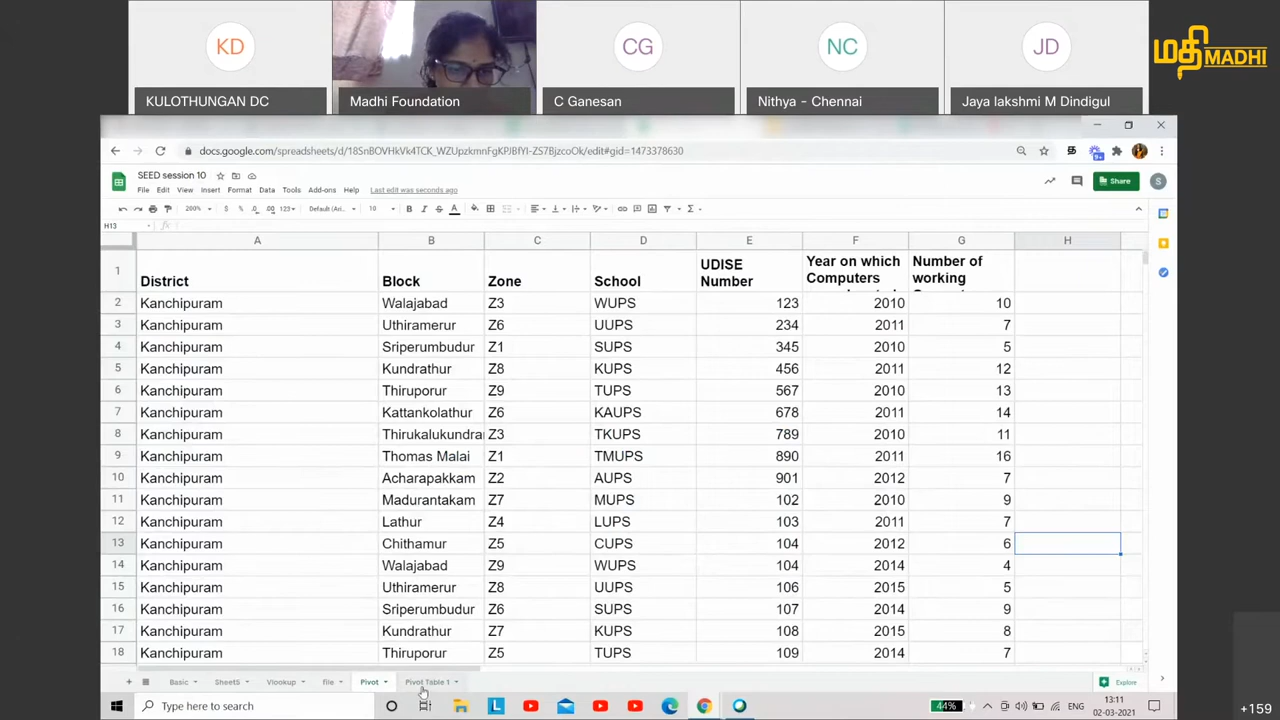 KD
CG
NC
JD
KULOTHUNGAN DC
Madhi Foundation
C Ganesan
Nithya - Chennai
Jaya lakshmi M Dindigul
மதி MADHI
docs.google.com/spreadsheets/d/18SnBOVHkVk4TCK_WZUpzkmnFgKPJBfYI-ZS7BjzcoOk/edit#gid=1473378630
SEED session 10
File Edit View Insert Format Data Tools Add-ons Help Last edit was seconds ago
Share
S
200% $ % .0 .00 123 Default (Ari... 10 B I S A
H13 fx
A B C D E F G H
1 District Block Zone School UDISE Number Year on which Computers Number of working
2 Kanchipuram Walajabad Z3 WUPS 123 2010 10
3 Kanchipuram Uthiramerur Z6 UUPS 234 2011 7
4 Kanchipuram Sriperumbudur Z1 SUPS 345 2010 5
5 Kanchipuram Kundrathur Z8 KUPS 456 2011 12
6 Kanchipuram Thiruporur Z9 TUPS 567 2010 13
7 Kanchipuram Kattankolathur Z6 KAUPS 678 2011 14
8 Kanchipuram Thirukalukundra Z3 TKUPS 789 2010 11
9 Kanchipuram Thomas Malai Z1 TMUPS 890 2011 16
10 Kanchipuram Acharapakkam Z2 AUPS 901 2012 7
11 Kanchipuram Madurantakam Z7 MUPS 102 2010 9
12 Kanchipuram Lathur Z4 LUPS 103 2011 7
13 Kanchipuram Chithamur Z5 CUPS 104 2012 6
14 Kanchipuram Walajabad Z9 WUPS 104 2014 4
15 Kanchipuram Uthiramerur Z8 UUPS 106 2015 5
16 Kanchipuram Sriperumbudur Z6 SUPS 107 2014 9
17 Kanchipuram Kundrathur Z7 KUPS 108 2015 8
18 Kanchipuram Thiruporur Z5 TUPS 109 2014 7
Basic Sheet5 Vlookup file Pivot Pivot Table 1 Explore
Type here to search
44% ENG 13:11
02-03-2021
+159